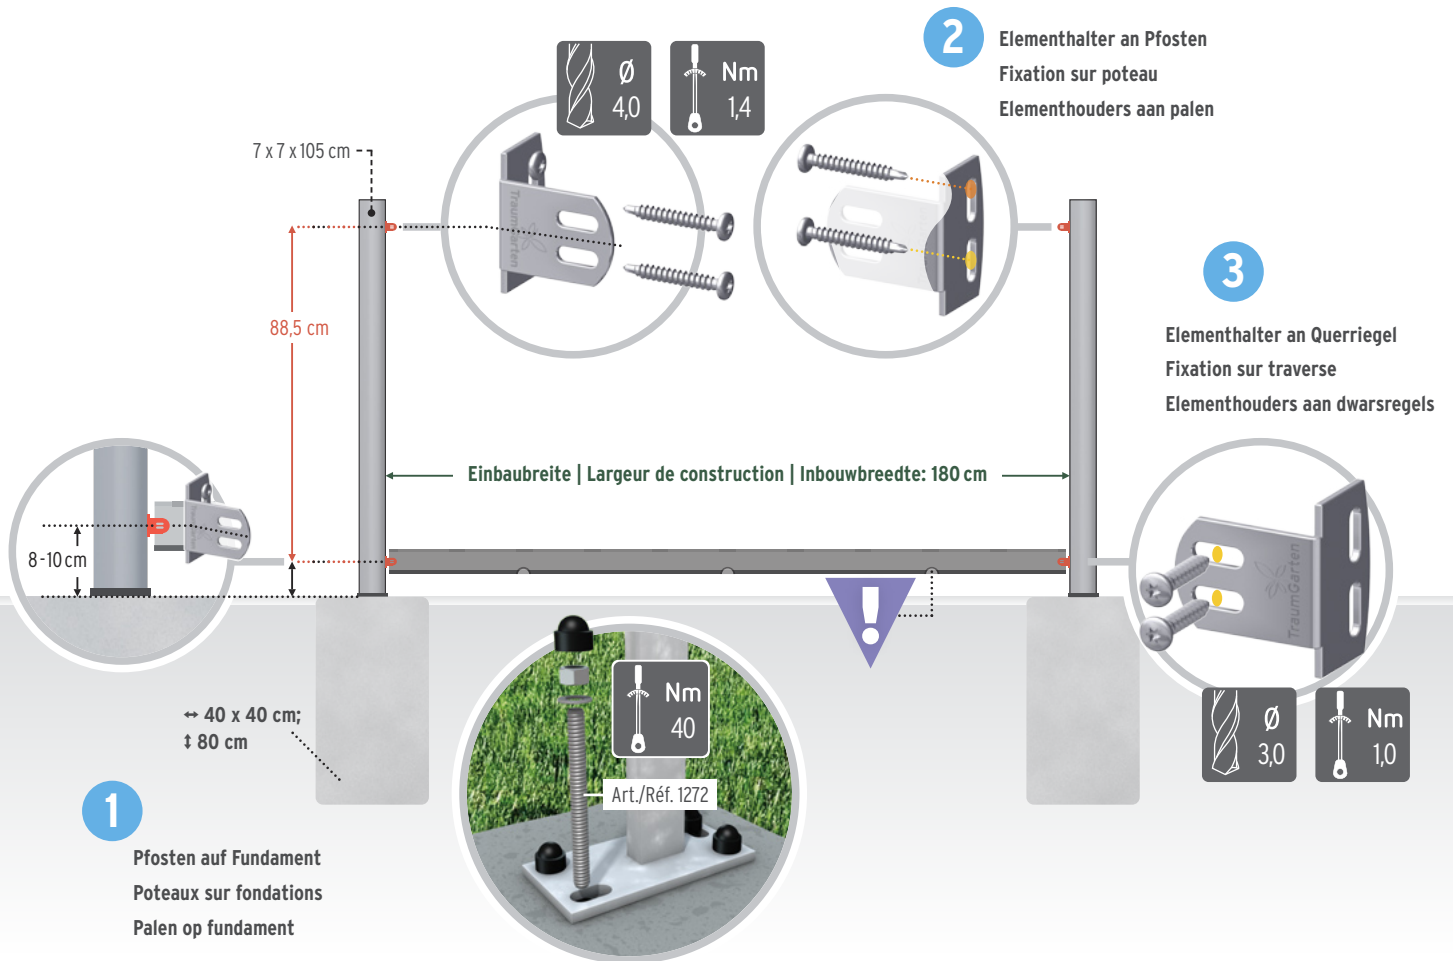 2
Elementhalter an Pfosten
Fixation sur poteau
Elementhouders aan palen
Ø
4,0
Nm
1,4
7 x 7 x 105 cm
TraumGarten
88,5 cm
3
Elementhalter an Querriegel
Fixation sur traverse
Elementhouders aan dwarsregels
Einbaubreite | Largeur de construction | Inbouwbreedte: 180 cm
8-10 cm
TraumGarten
Ø
3,0
Nm
1,0
Nm
40
Art./Réf. 1272
↔ 40 x 40 cm;
↕ 80 cm
1
Pfosten auf Fundament
Poteaux sur fondations
Palen op fundament